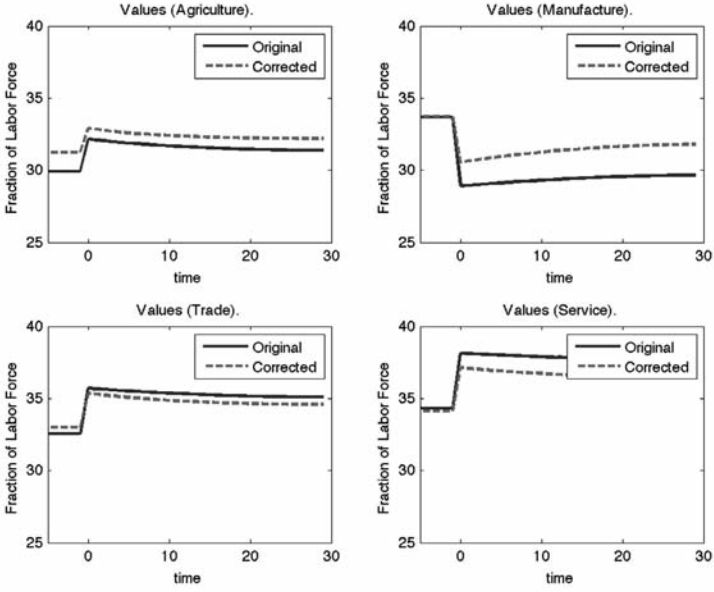 Values (Agriculture).
40
35
30
25
Fraction of Labor Force
Original
Corrected
0
10
20
30
time
Values (Manufacture).
40
35
30
25
Fraction of Labor Force
Original
Corrected
0
10
20
30
time
Values (Trade).
40
35
30
25
Fraction of Labor Force
Original
Corrected
0
10
20
30
time
Values (Service).
40
35
30
25
Fraction of Labor Force
Original
Corrected
0
10
20
30
time